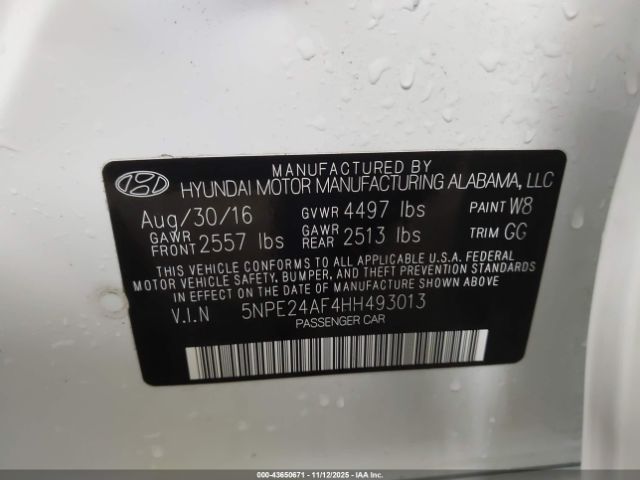 MANUFACTURED BY
HYUNDAI MOTOR MANUFACTURING ALABAMA, LLC
Aug/30/16 GVWR 4497 lbs PAINT W8
GAWR FRONT 2557 lbs GAWR REAR 2513 lbs TRIM GG
THIS VEHICLE CONFORMS TO ALL APPLICABLE U.S.A. FEDERAL
MOTOR VEHICLE SAFETY, BUMPER, AND THEFT PREVENTION STANDARDS
IN EFFECT ON THE DATE OF MANUFACTURE SHOWN ABOVE.
V.I.N 5NPE24AF4HH493013
PASSENGER CAR
000-43650671 - 11/12/2025 - IAA Inc.